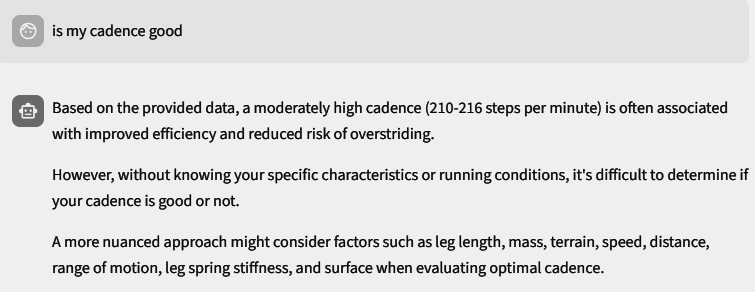 is my cadence good
Based on the provided data, a moderately high cadence (210-216 steps per minute) is often associated
with improved efficiency and reduced risk of overstriding.
However, without knowing your specific characteristics or running conditions, it's difficult to determine if
your cadence is good or not.
A more nuanced approach might consider factors such as leg length, mass, terrain, speed, distance,
range of motion, leg spring stiffness, and surface when evaluating optimal cadence.